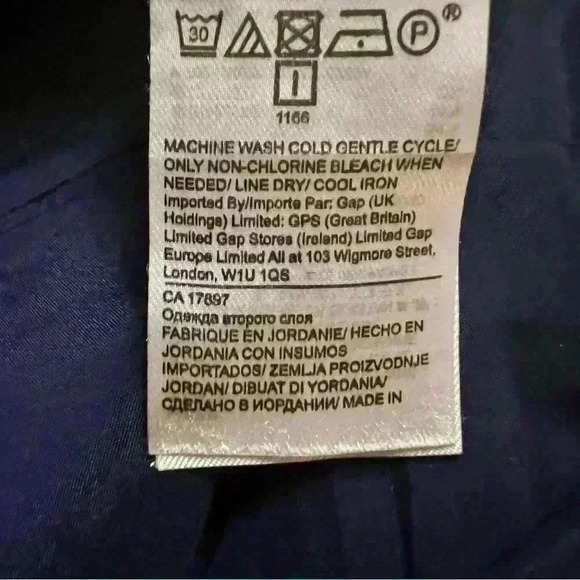 30 P ®
1166
MACHINE WASH COLD GENTLE CYCLE/
ONLY NON-CHLORINE BLEACH WHEN
NEEDED/ LINE DRY/ COOL IRON
Imported By/Importe Par: Gap (UK
Holdings) Limited: GPS (Great Britain)
Limited Gap Stores (Ireland) Limited Gap
Europe Limited All at 103 Wigmore Street,
London, W1U 1QS
CA 17897
Одежда второго слоя
FABRIQUE EN JORDANIE/ HECHO EN
JORDANIA CON INSUMOS
IMPORTADOS/ ZEMLJA PROIZVODNJE
JORDAN/ DIBUAT DI YORDANIA/
СДЕЛАНО В ИОРДАНИИ/ MADE IN